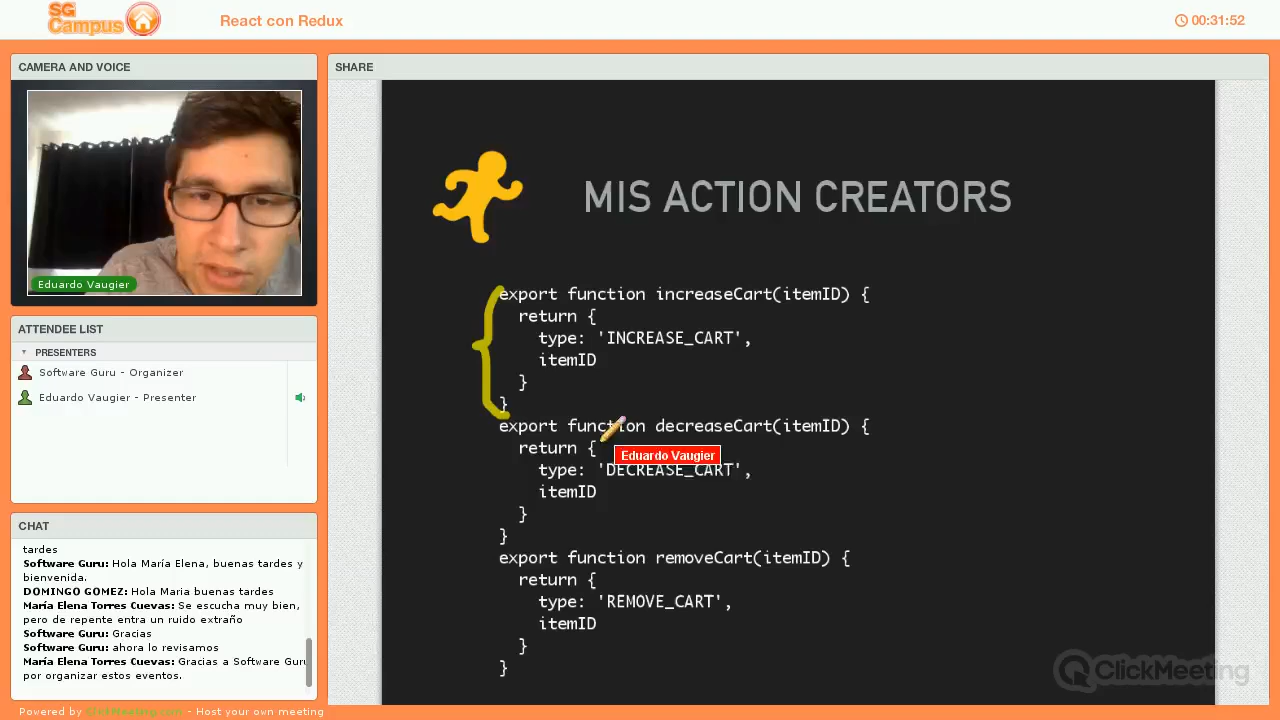 SG
Campus
React con Redux
00:31:52
CAMERA AND VOICE
Eduardo Vaugier
ATTENDEE LIST
PRESENTERS
Software Guru - Organizer
Eduardo Vaugier - Presenter
CHAT
tardes
Software Guru: Hola María Elena, buenas tardes y
bienvenida.
DOMINGO GOMEZ: Hola Maria buenas tardes
María Elena Torres Cuevas: Se escucha muy bien,
pero de repente entra un ruido extraño
Software Guru: Gracias
Software Guru: ahora lo revisamos
María Elena Torres Cuevas: Gracias a Software Guru
por organizar estos eventos.
Powered by ClickMeeting.com - Host your own meeting
SHARE
MIS ACTION CREATORS
export function increaseCart(itemID) {
return {
type: 'INCREASE_CART',
itemID
}
}
export function decreaseCart(itemID) {
return {
Eduardo Vaugier
type: 'DECREASE_CART',
itemID
}
}
export function removeCart(itemID) {
return {
type: 'REMOVE_CART',
itemID
}
}
ClickMeeting